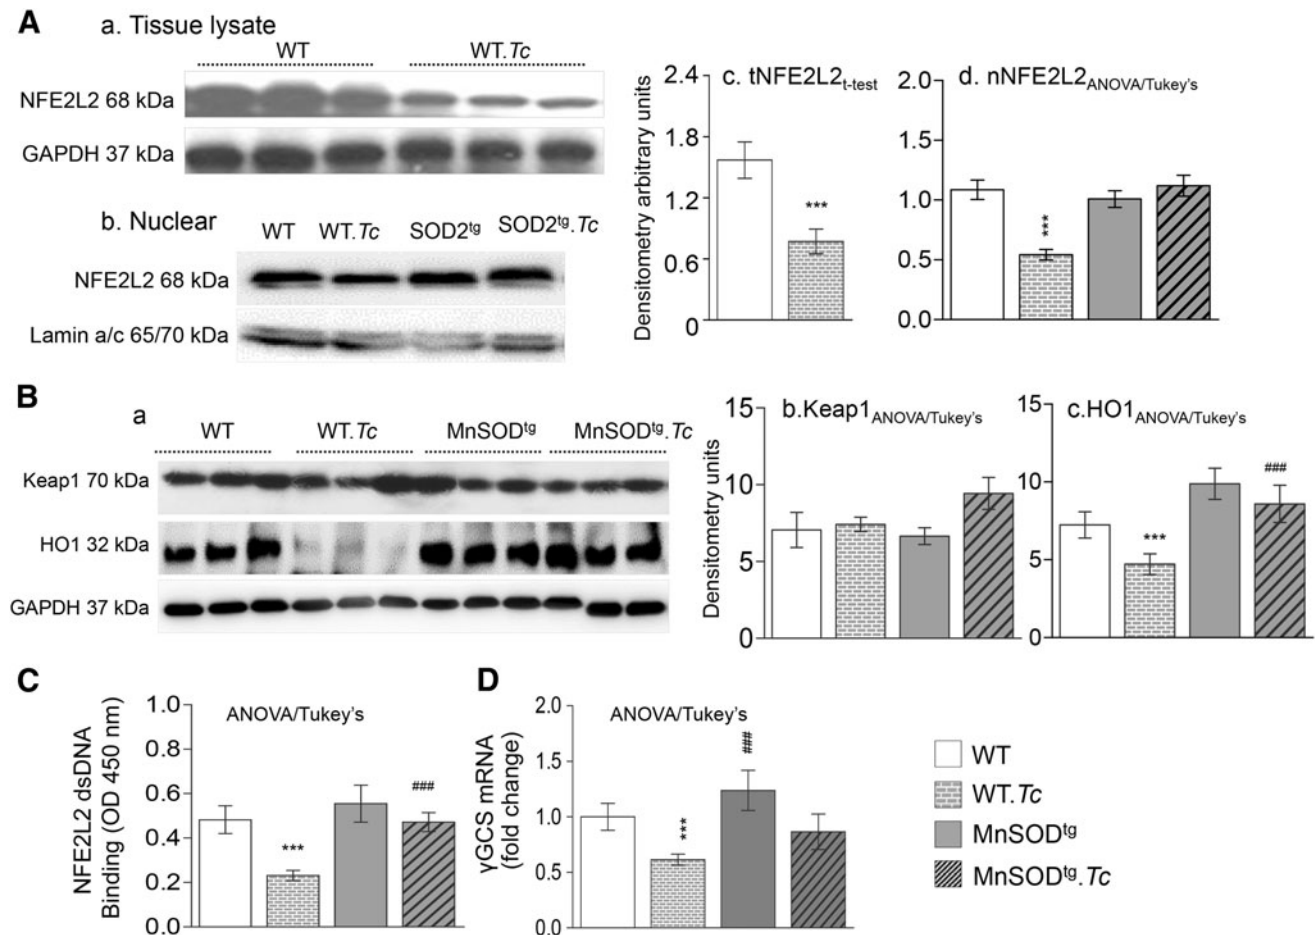 A
a. Tissue lysate
WT WT.Tc
NFE2L2 68 kDa
GAPDH 37 kDa
b. Nuclear
WT WT.Tc SOD2tg SOD2tg.Tc
NFE2L2 68 kDa
Lamin a/c 65/70 kDa
c. tNFE2L2t-test
Densitometry arbitrary units
2.4
1.8
1.2
0.6
0
***
d. nNFE2L2ANOVA/Tukey's
2.0
1.5
1.0
0.5
0.0
***
B
a
WT WT.Tc MnSODtg MnSODtg.Tc
Keap1 70 kDa
HO1 32 kDa
GAPDH 37 kDa
b.Keap1ANOVA/Tukey's
Densitometry units
15
10
5
0
c.HO1ANOVA/Tukey's
15
10
5
0
***
###
C
ANOVA/Tukey's
NFE2L2 dsDNA
Binding (OD 450 nm)
1.0
0.8
0.6
0.4
0.2
0.0
***
###
D
ANOVA/Tukey's
γGCS mRNA
(fold change)
2.0
1.5
1.0
0.5
0.0
***
###
WT
WT.Tc
MnSODtg
MnSODtg.Tc